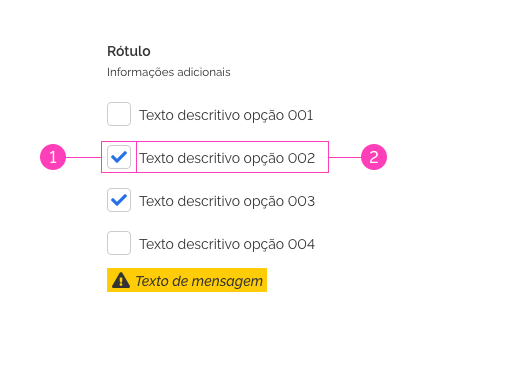 Rótulo
Informações adicionais
Texto descritivo opção 001
1 Texto descritivo opção 002 2
Texto descritivo opção 003
Texto descritivo opção 004
Texto de mensagem